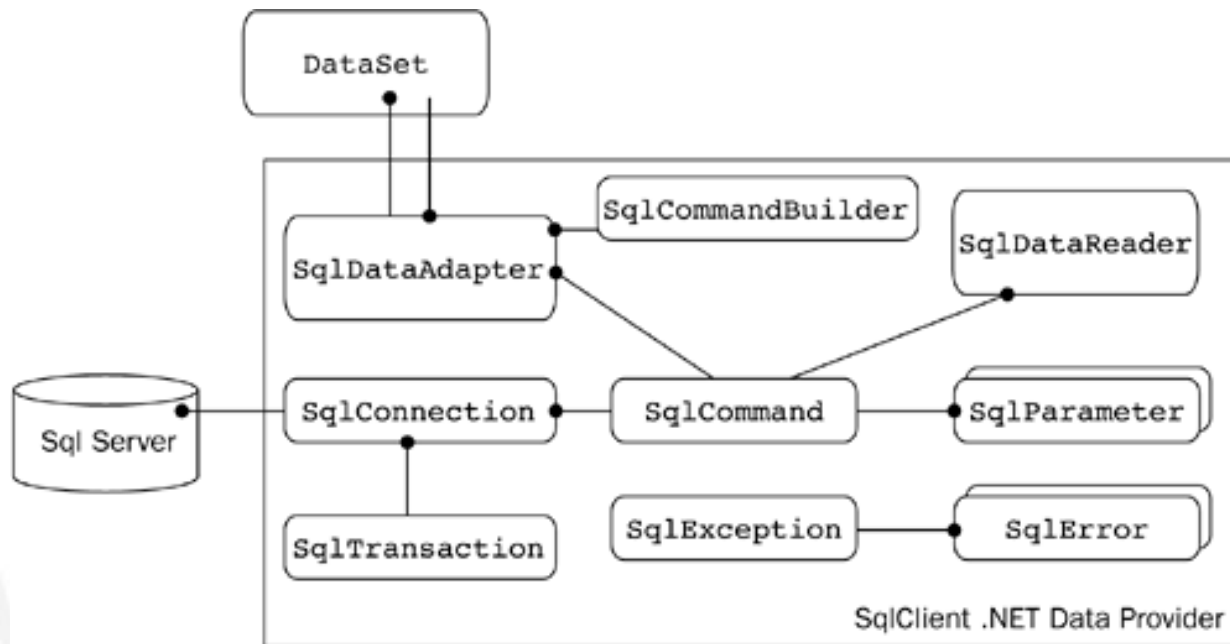 DataSet
SqlCommandBuilder
SqlDataReader
SqlDataAdapter
SqlConnection
SqlCommand
SqlParameter
Sql Server
SqlException
SqlError
SqlTransaction
SqlClient .NET Data Provider